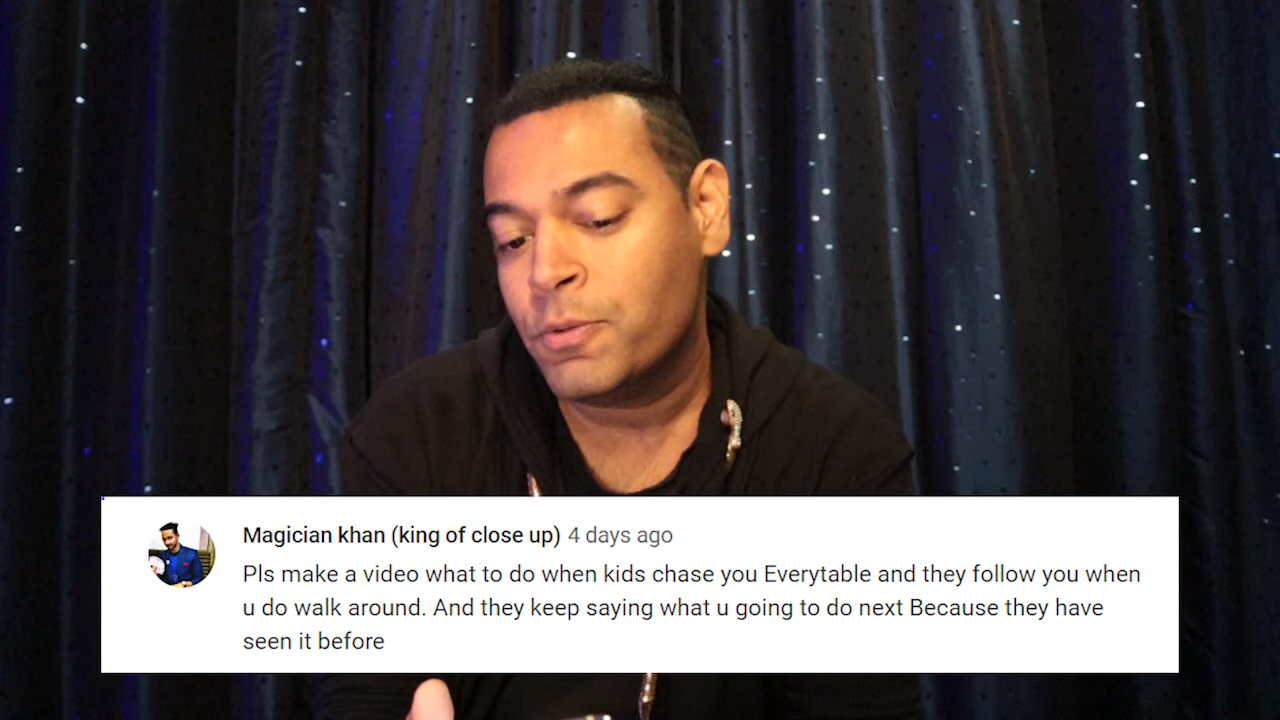 Magician khan (king of close up) 4 days ago
Pls make a video what to do when kids chase you Everytable and they follow you when
u do walk around. And they keep saying what u going to do next Because they have
seen it before